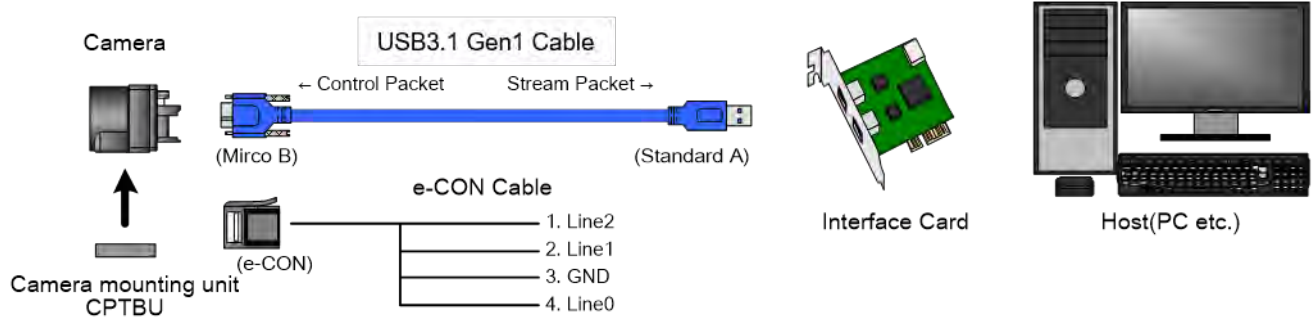 Camera
USB3.1 Gen1 Cable
← Control Packet Stream Packet →
(Mirco B)
(Standard A)
e-CON Cable
(e-CON)
1. Line2
2. Line1
3. GND
4. Line0
Camera mounting unit
CPTBU
Interface Card
Host(PC etc.)